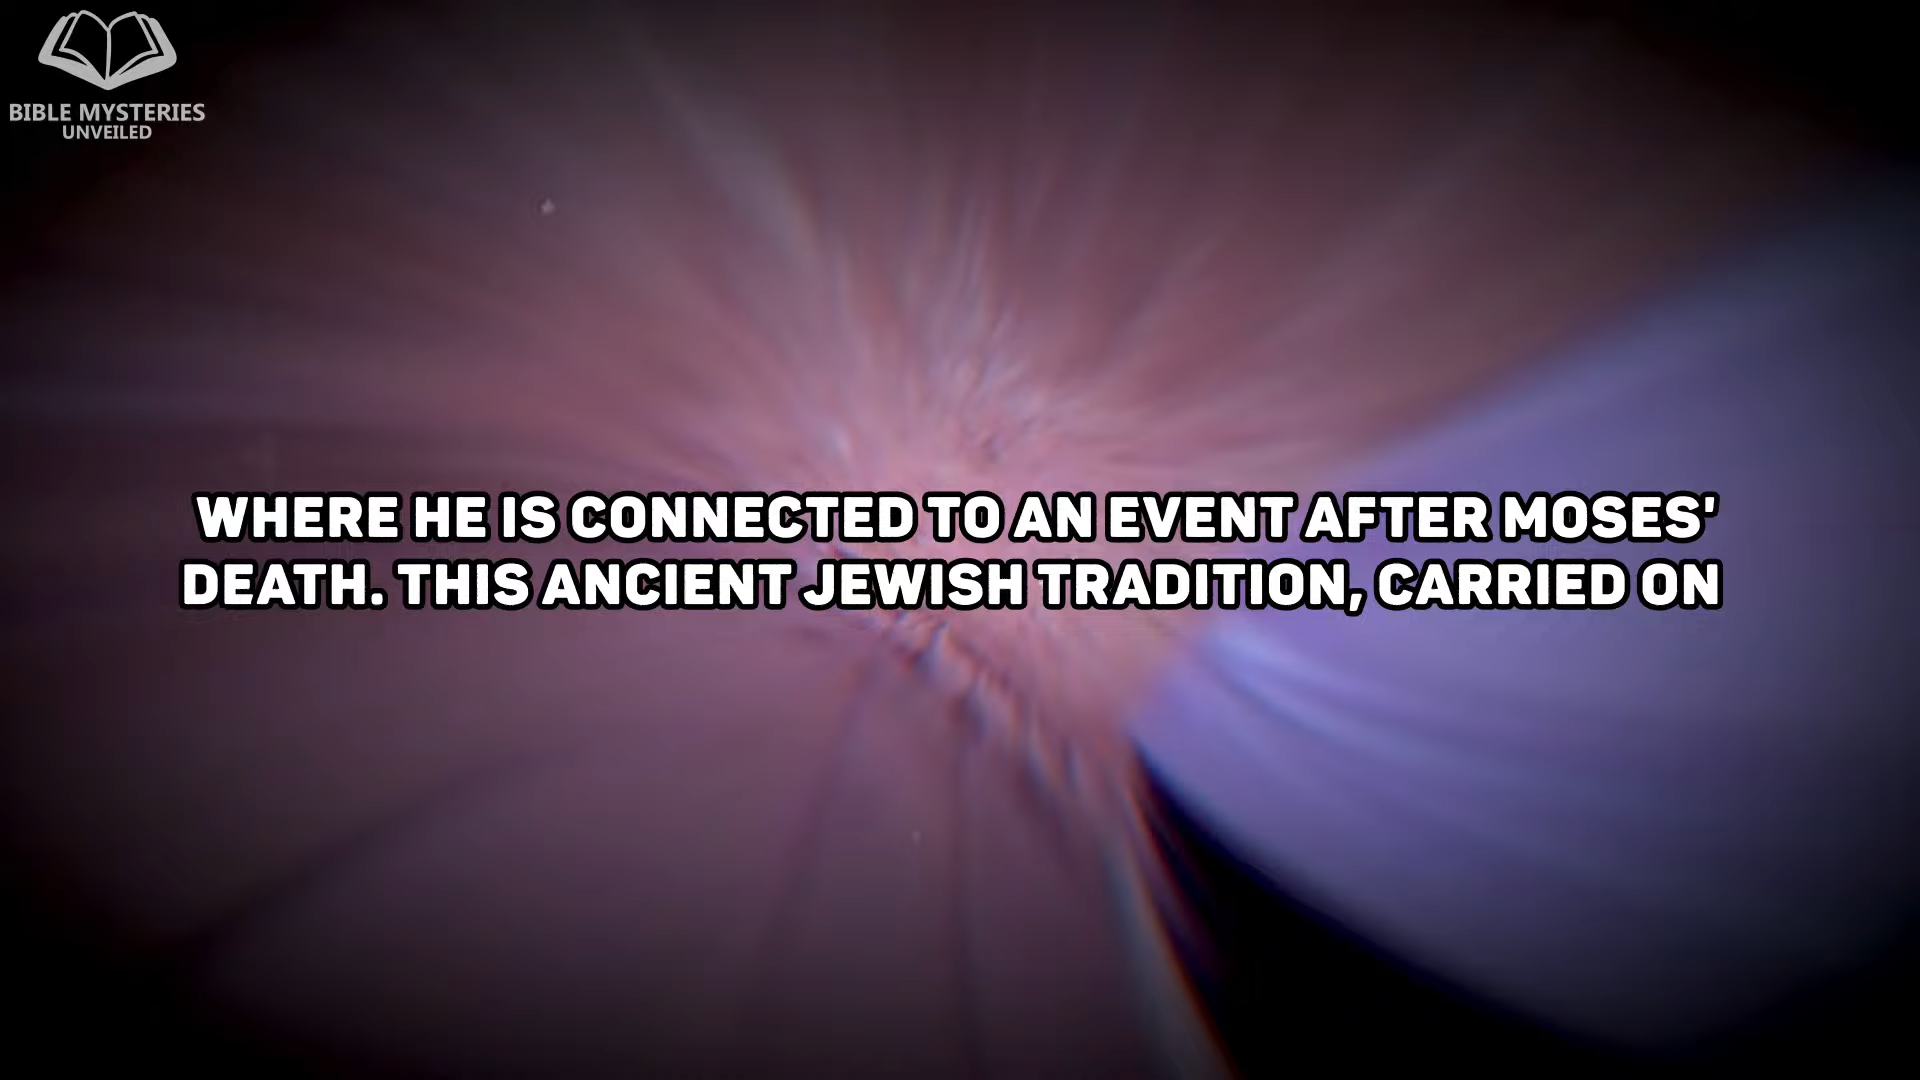 BIBLE MYSTERIES
UNVEILED
WHERE HE IS CONNECTED TO AN EVENT AFTER MOSES'
DEATH. THIS ANCIENT JEWISH TRADITION, CARRIED ON